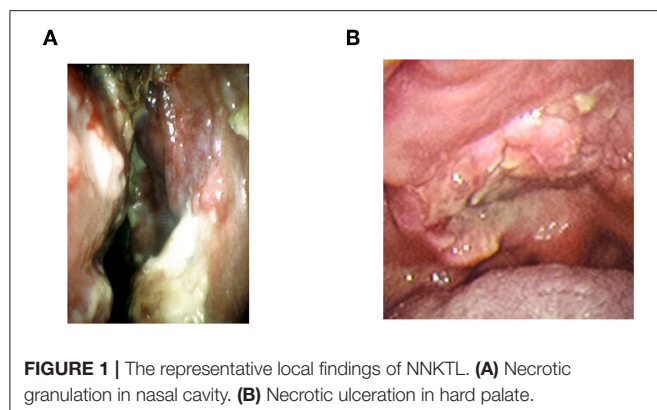 A
B
FIGURE 1 | The representative local findings of NNKTL. (A) Necrotic
granulation in nasal cavity. (B) Necrotic ulceration in hard palate.